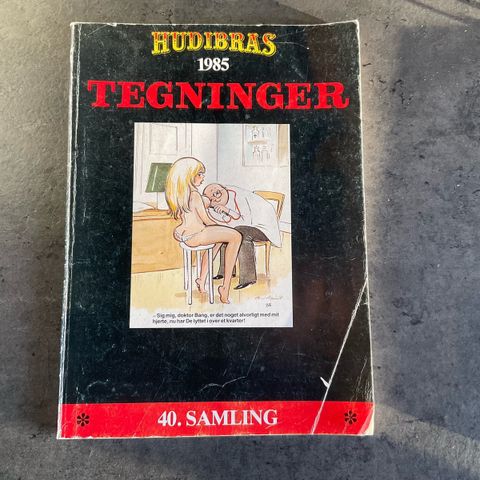 HUDIBRAS
1985
TEGNINGER
- Sig mig, doktor Bang, er det noget alvorligt med mit
hjerte, nu har De lyttet i over et kvarter!
* 40. SAMLING *